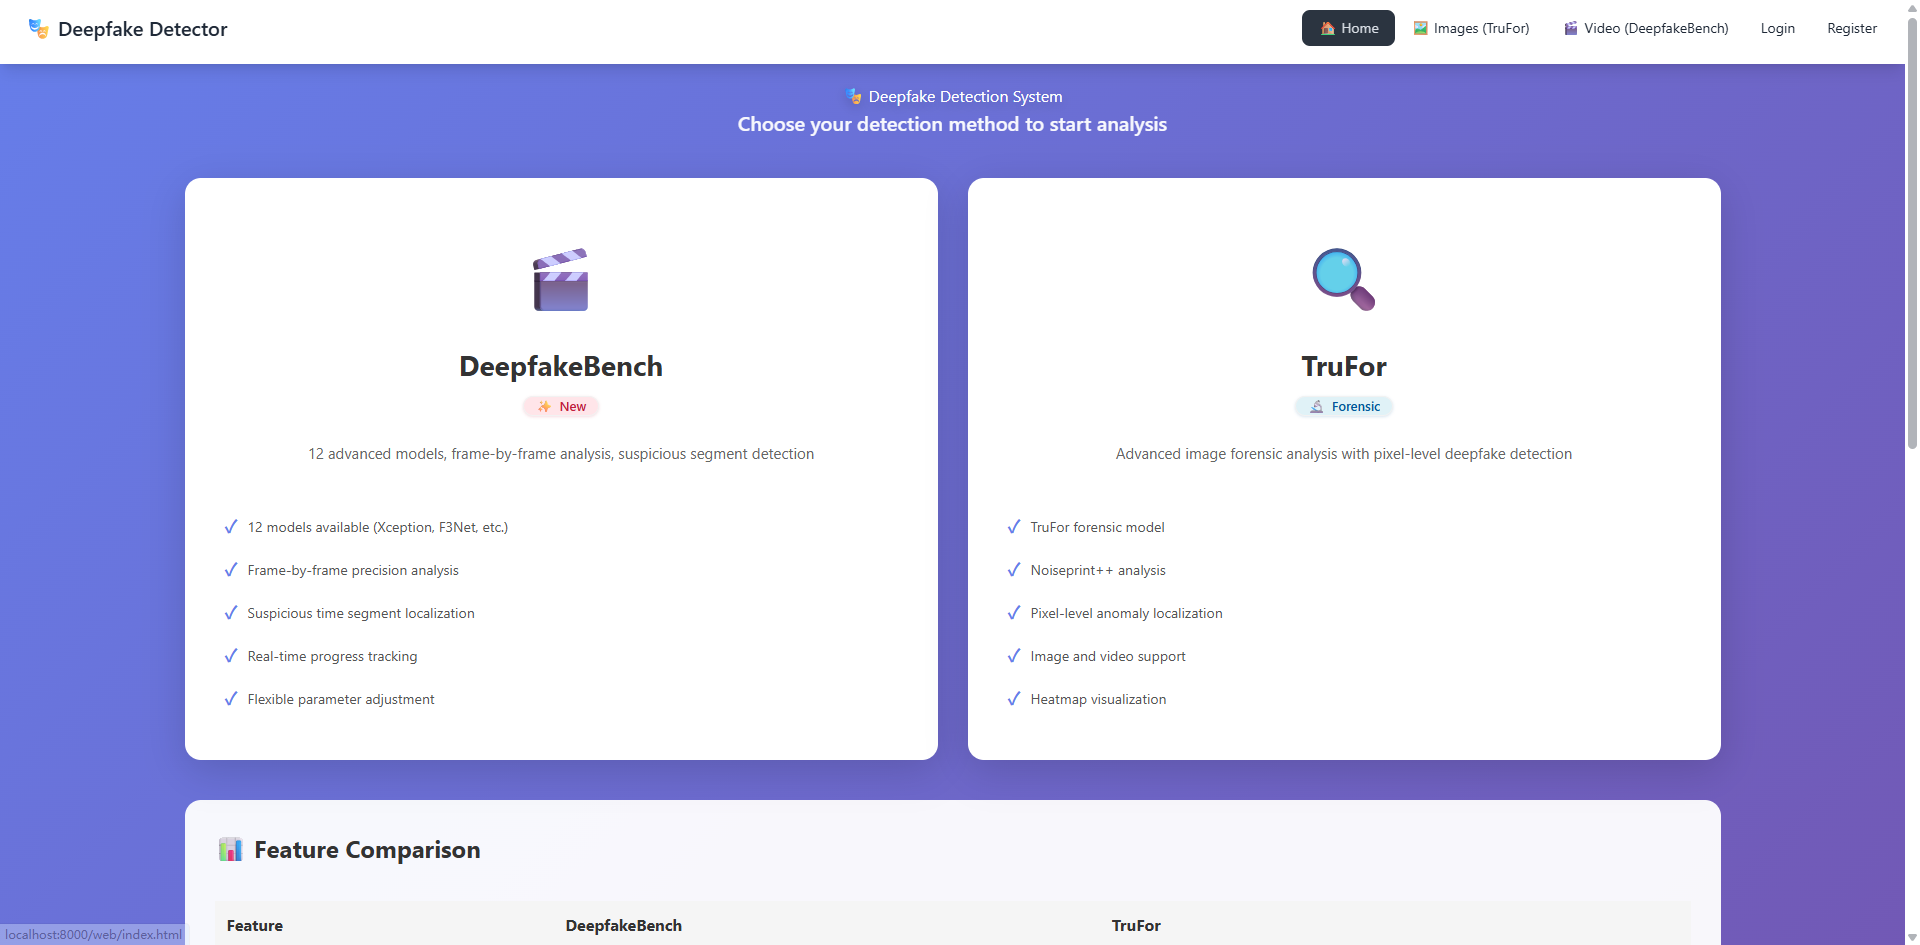 Deepfake Detector
Home
Images (TruFor)
Video (DeepfakeBench)
Login
Register
Deepfake Detection System
Choose your detection method to start analysis
DeepfakeBench
New
12 advanced models, frame-by-frame analysis, suspicious segment detection
12 models available (Xception, F3Net, etc.)
Frame-by-frame precision analysis
Suspicious time segment localization
Real-time progress tracking
Flexible parameter adjustment
TruFor
Forensic
Advanced image forensic analysis with pixel-level deepfake detection
TruFor forensic model
Noiseprint++ analysis
Pixel-level anomaly localization
Image and video support
Heatmap visualization
Feature Comparison
Feature
DeepfakeBench
TruFor
localhost:8000/web/index.html